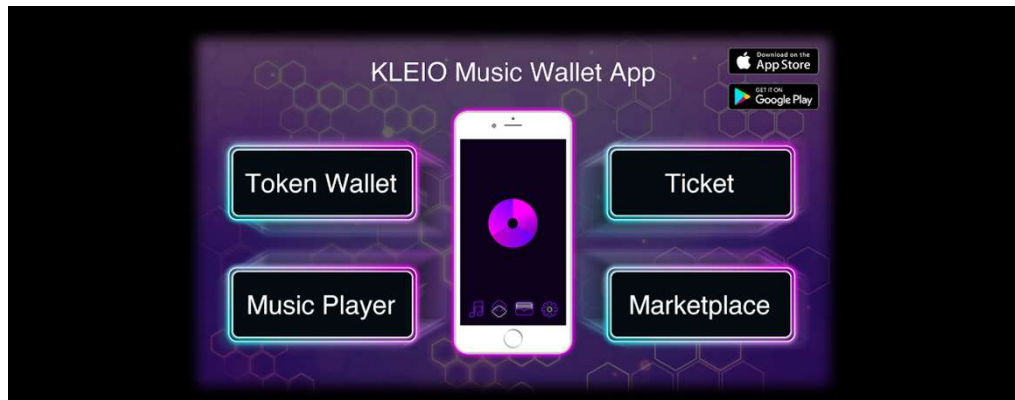 KLEIO Music Wallet App
Download on the
App Store
GET IT ON
Google Play
Token Wallet
Ticket
Music Player
Marketplace